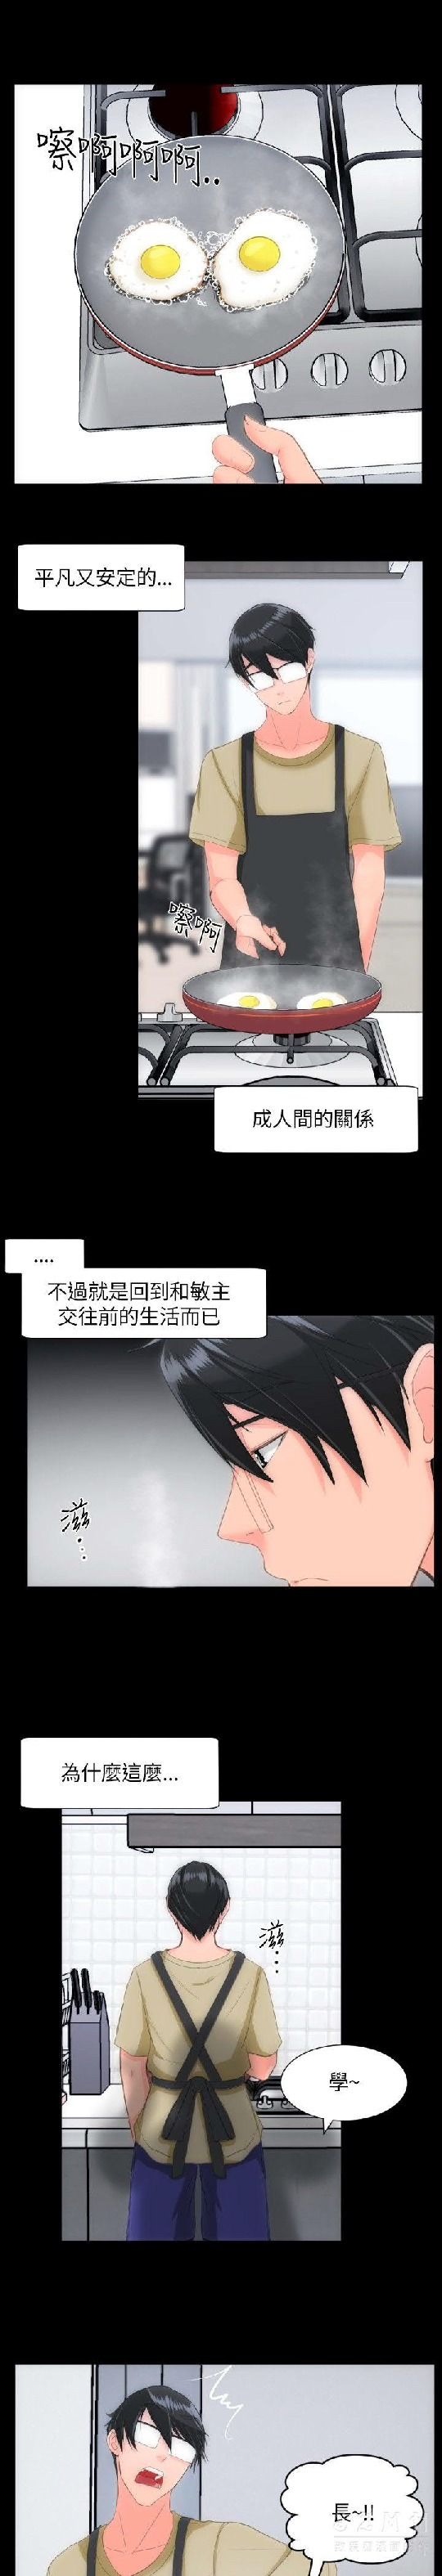 嚓啊啊啊..
平凡又安定的...
嚓啊
成人間的關係
....
不過就是回到和敏主
交往前的生活而已
滋...
為什麼這麼...
滋...
學~
長~!!